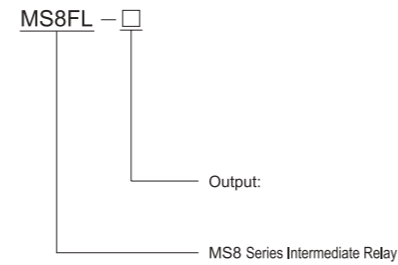 MS8FL – □
Output:
MS8 Series Intermediate Relay